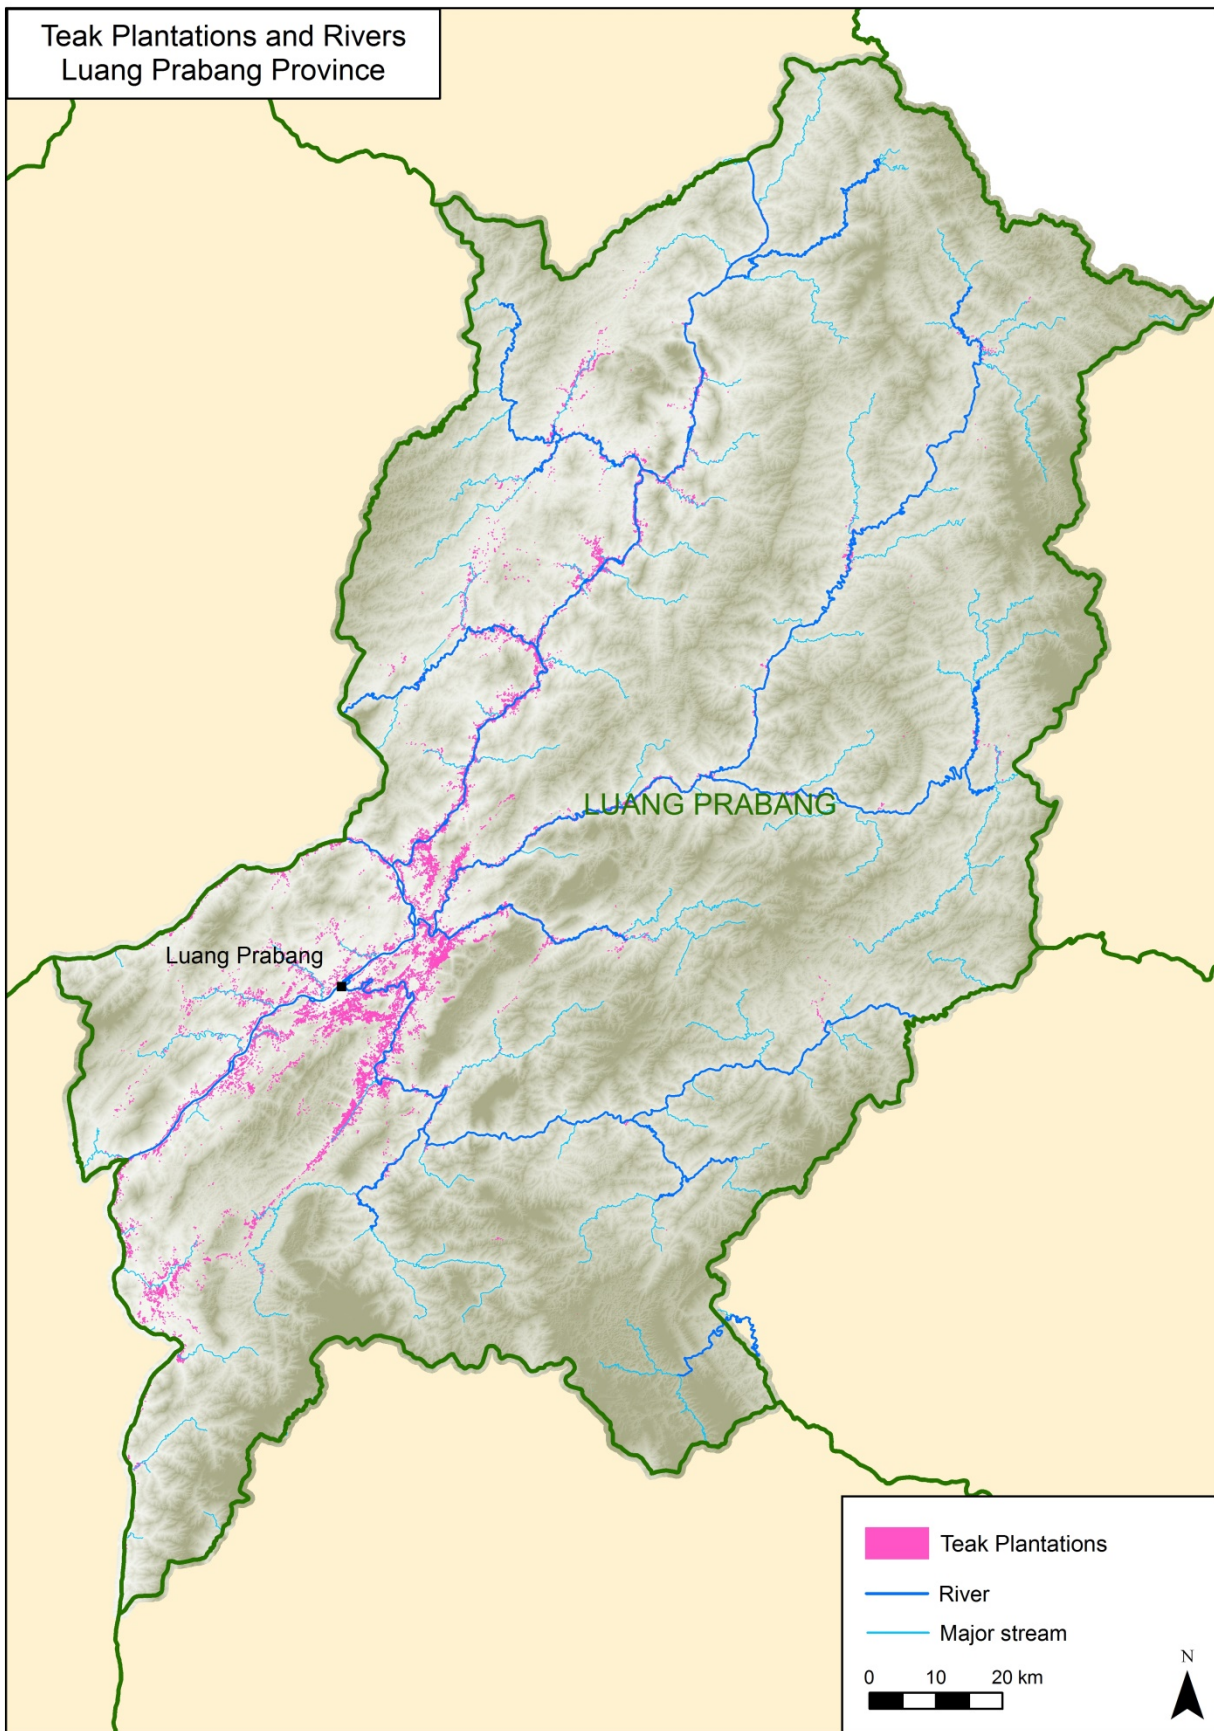 Teak Plantations and Rivers
Luang Prabang Province
LUANG PRABANG
Luang Prabang
Teak Plantations
River
Major stream
0 10 20 km
N